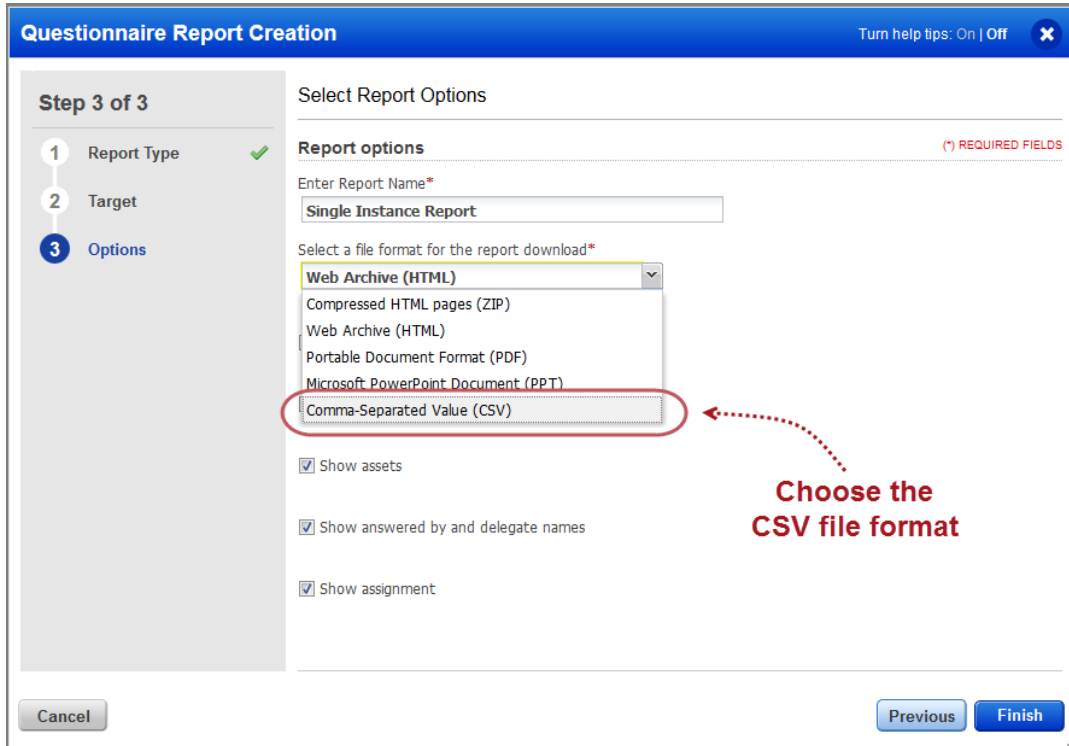 Questionnaire Report Creation
Turn help tips: On | Off
Step 3 of 3
1 Report Type
2 Target
3 Options
Select Report Options
Report options
(*) REQUIRED FIELDS
Enter Report Name*
Single Instance Report
Select a file format for the report download*
Web Archive (HTML)
Compressed HTML pages (ZIP)
Web Archive (HTML)
Portable Document Format (PDF)
Microsoft PowerPoint Document (PPT)
Comma-Separated Value (CSV)
Show assets
Show answered by and delegate names
Show assignment
Choose the
CSV file format
Cancel
Previous
Finish